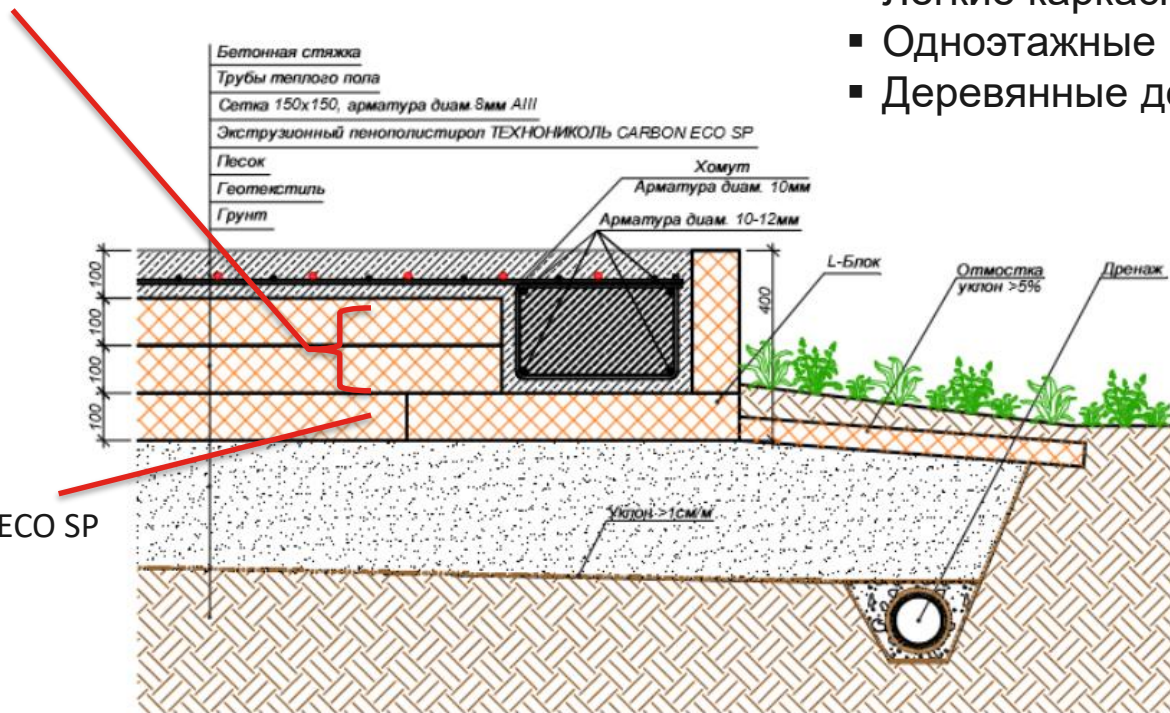 ▪ Одноэтажные
▪ Деревянные
Бетонная стяжка
Трубы теплого пола
Сетка 150х150, арматура диам.8мм АIII
Экструзионный пенополистирол ТЕХНОНИКОЛЬ CARBON ECO SP
Песок
Геотекстиль
Грунт
Хомут
Арматура диам. 10мм
Арматура диам. 10-12мм
L-Блок
Отмостка
уклон >5%
Дренаж
100
100
100
100
400
ECO SP
Уклон >1см/м